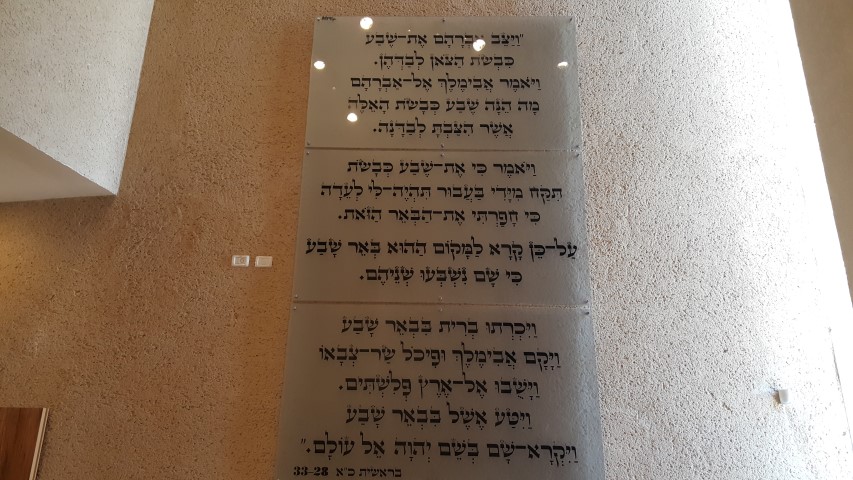 "וַיַּצֵּב אַבְרָהָם אֶת-שֶׁבַע
כִּבְשֹׂת הַצֹּאן לְבַדְּהֶן.
וַיֹּאמֶר אֲבִימֶלֶךְ אֶל-אַבְרָהָם
מָה הֵנָּה שֶׁבַע כְּבָשֹׂת הָאֵלֶּה
אֲשֶׁר הִצַּבְתָּ לְבַדָּנָה.
וַיֹּאמֶר כִּי אֶת-שֶׁבַע כְּבָשֹׂת
תִּקַּח מִיָּדִי בַּעֲבוּר תִּהְיֶה-לִּי לְעֵדָה
כִּי חָפַרְתִּי אֶת-הַבְּאֵר הַזֹּאת.
עַל-כֵּן קָרָא לַמָּקוֹם הַהוּא בְּאֵר שָׁבַע
כִּי שָׁם נִשְׁבְּעוּ שְׁנֵיהֶם.
וַיִּכְרְתוּ בְרִית בִּבְאֵר שָׁבַע
וַיָּקָם אֲבִימֶלֶךְ וּפִיכֹל שַׂר-צְבָאוֹ
וַיָּשֻׁבוּ אֶל-אֶרֶץ פְּלִשְׁתִּים.
וַיִּטַּע אֶשֶׁל בִּבְאֵר שָׁבַע
וַיִּקְרָא-שָׁם בְּשֵׁם יְהוָה אֵל עוֹלָם."
בראשית כ"א 28-33